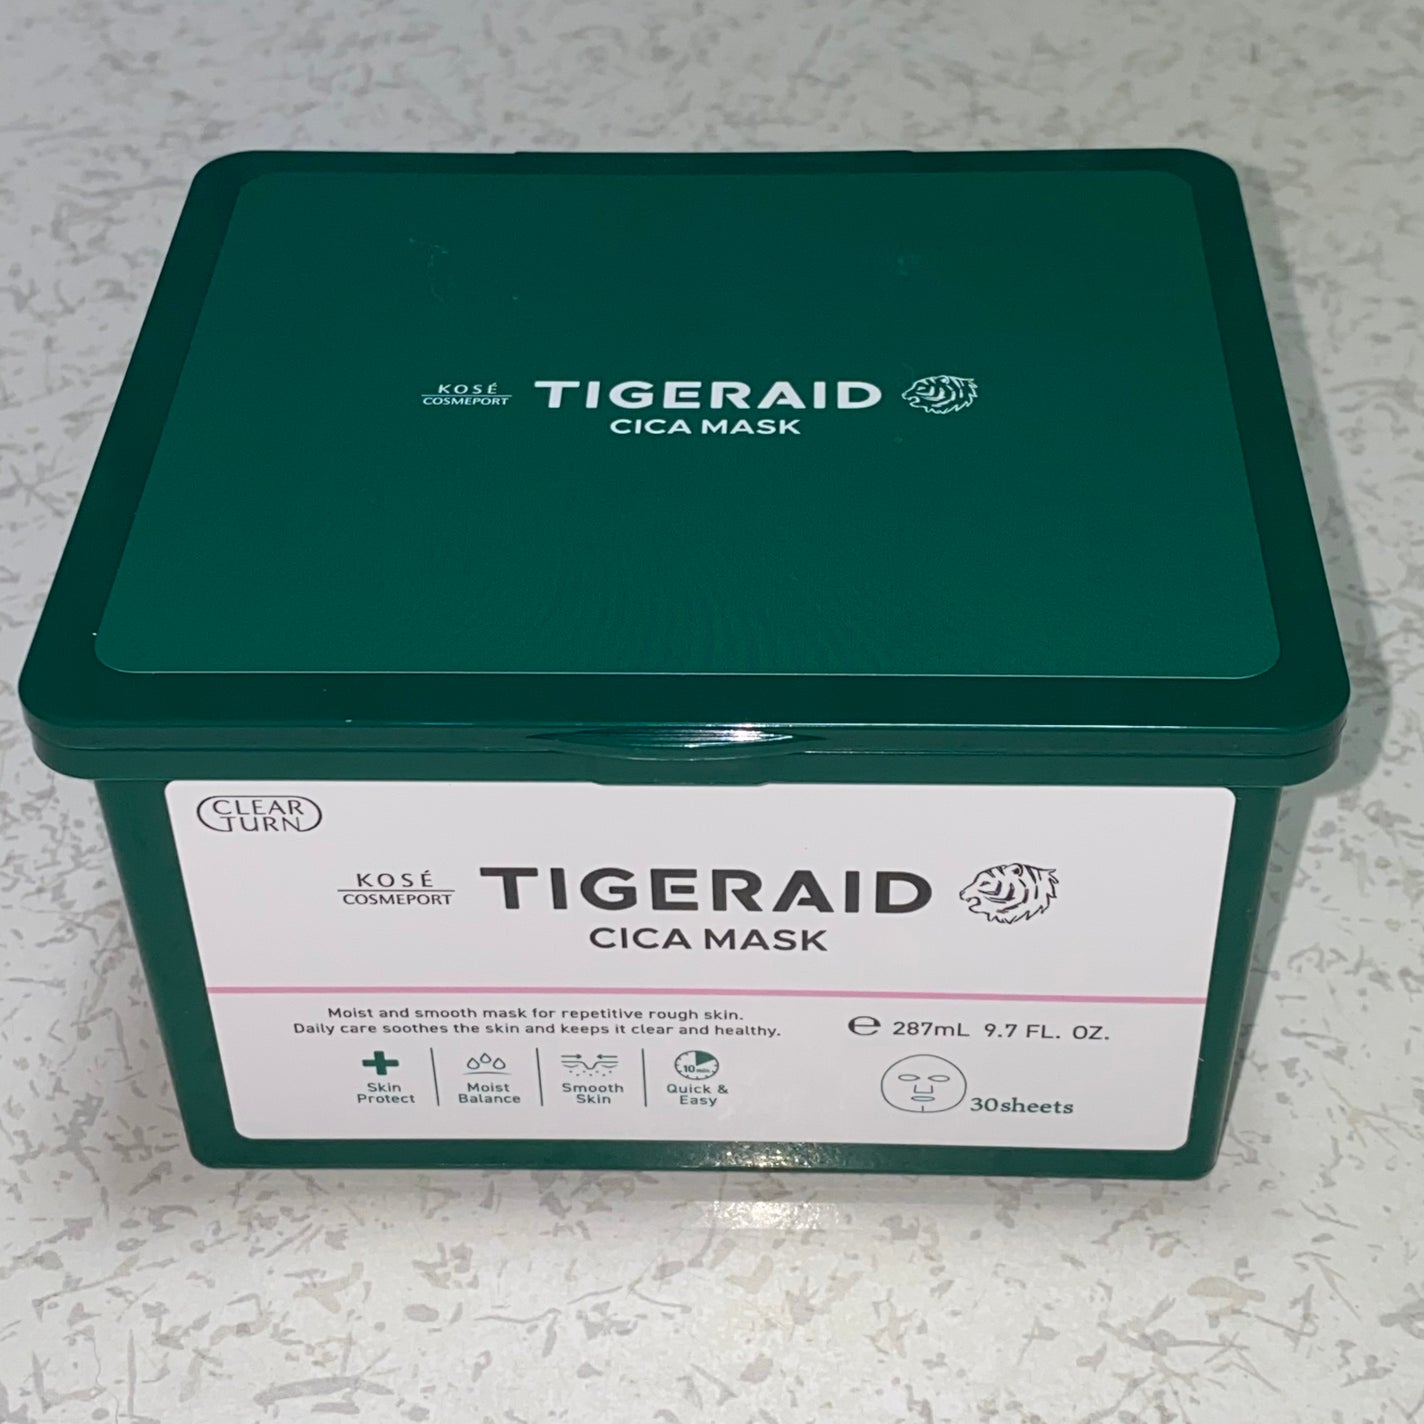 KOSÉ
COSMEPORT
TIGERAID
CICA MASK
CLEAR
TURN
KOSÉ
COSMEPORT
TIGERAID
CICA MASK
Moist and smooth mask for repetitive rough skin.
Daily care soothes the skin and keeps it clear and healthy.
℮ 287mL 9.7 FL. OZ.
Skin
Protect
Moist
Balance
Smooth
Skin
10min.
Quick &
Easy
30sheets